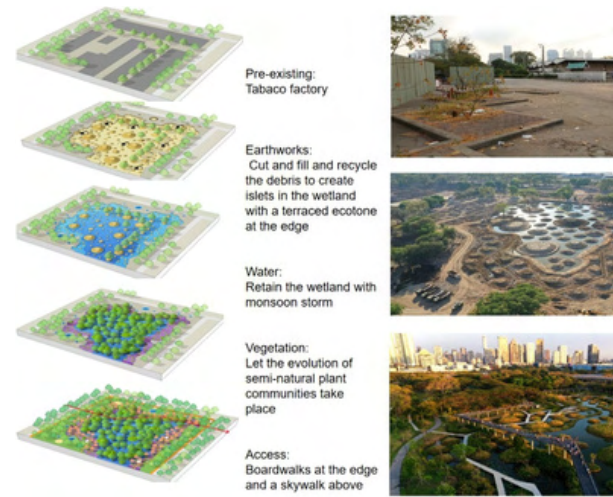 Pre-existing:
Tabaco factory
Earthworks:
Cut and fill and recycle
the debris to create
islets in the wetland
with a terraced ecotone
at the edge
Water:
Retain the wetland with
monsoon storm
Vegetation:
Let the evolution of
semi-natural plant
communities take
place
Access:
Boardwalks at the edge
and a skywalk above